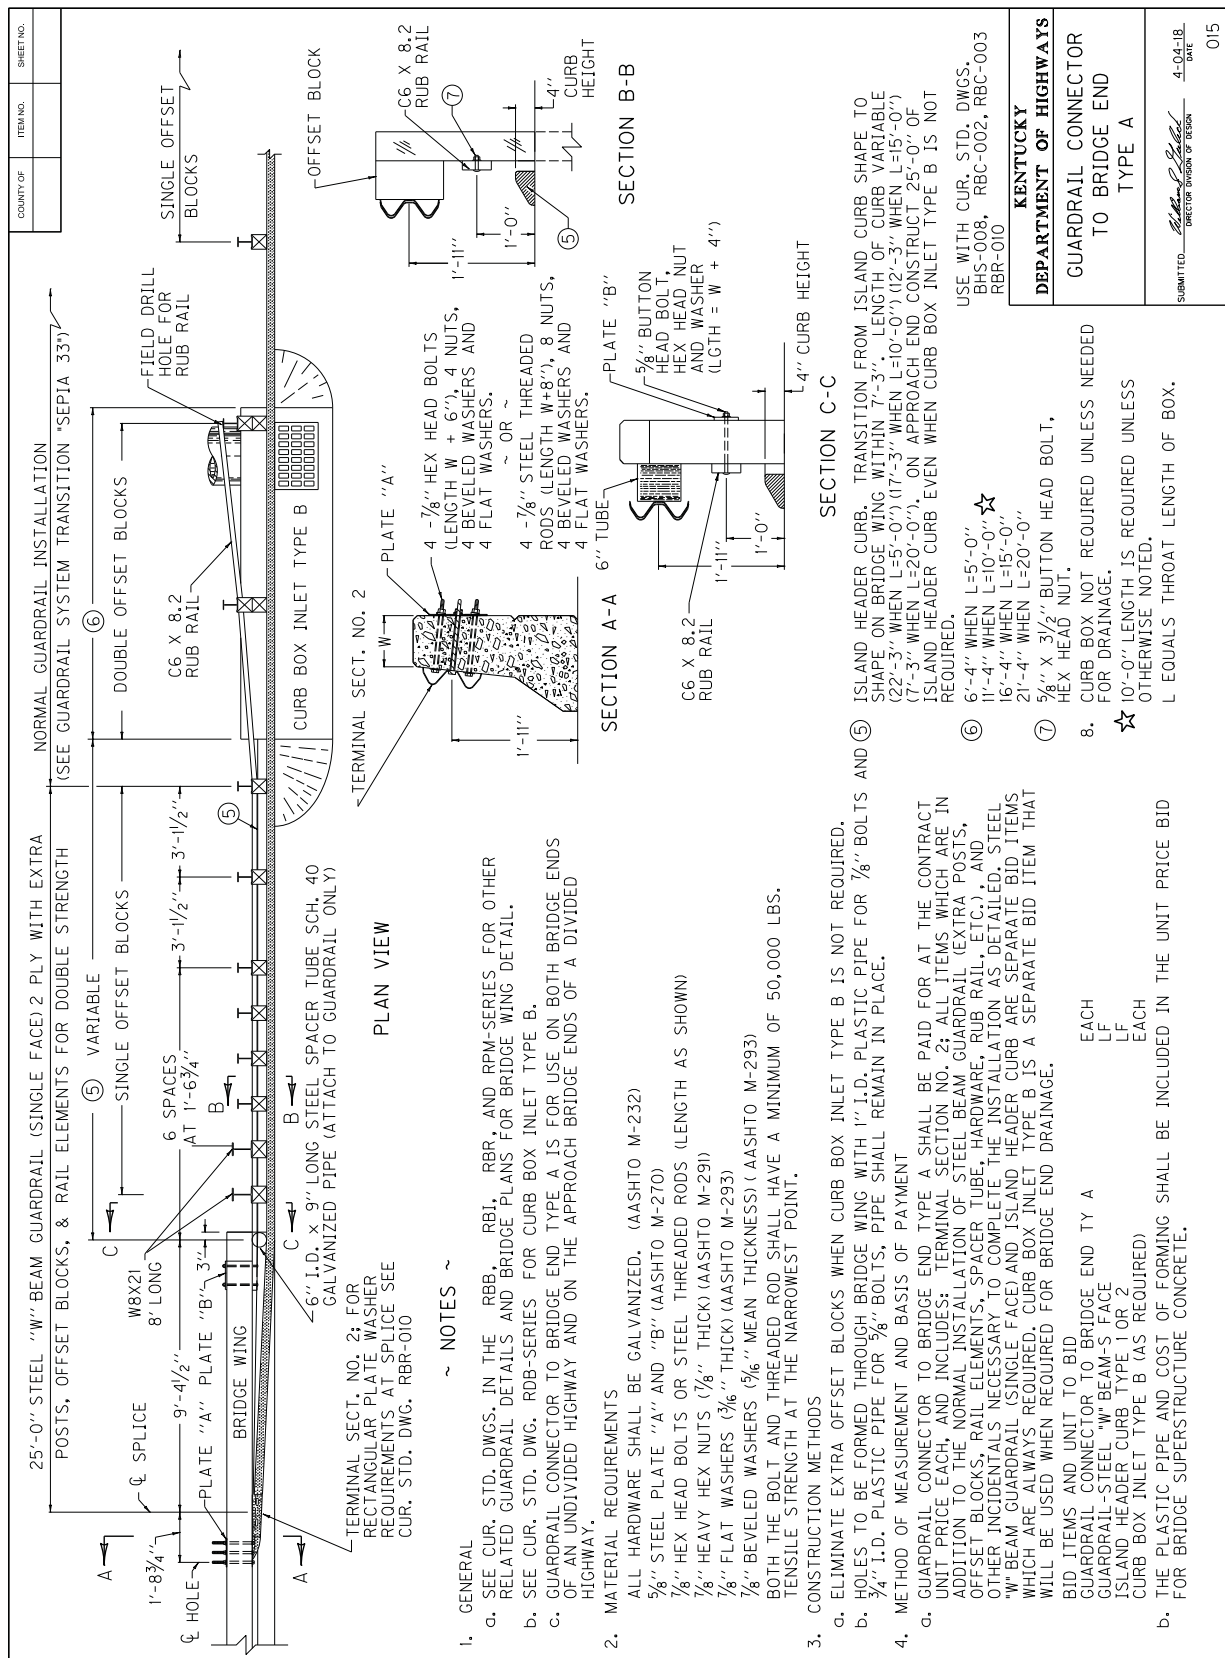 COUNTY OF
ITEM NO.
SHEET NO.
25'-0" STEEL "W" BEAM GUARDRAIL (SINGLE FACE) 2 PLY WITH EXTRA
POSTS, OFFSET BLOCKS, & RAIL ELEMENTS FOR DOUBLE STRENGTH
NORMAL GUARDRAIL INSTALLATION
(SEE GUARDRAIL SYSTEM TRANSITION "SEPIA 33")
⑤ VARIABLE
⑥
SINGLE OFFSET BLOCKS
DOUBLE OFFSET BLOCKS
SINGLE OFFSET
BLOCKS
℄ SPLICE
9'-4 1/2"
1'-8 3/4"
℄ HOLE
A
A
PLATE "A"
PLATE "B"
3"
BRIDGE WING
W8X21
8' LONG
C
C
6 SPACES
AT 1'-6 3/4"
B
B
3'-1 1/2"
3'-1 1/2"
⑤
C6 X 8.2
RUB RAIL
FIELD DRILL
HOLE FOR
RUB RAIL
CURB BOX INLET TYPE B
TERMINAL SECT. NO. 2; FOR
RECTANGULAR PLATE WASHER
REQUIREMENTS AT SPLICE SEE
CUR. STD. DWG. RBR-010
6" I.D. x 9" LONG STEEL SPACER TUBE SCH. 40
GALVANIZED PIPE (ATTACH TO GUARDRAIL ONLY)
PLAN VIEW
~ NOTES ~
1. GENERAL
a. SEE CUR. STD. DWGS. IN THE RBB, RBI, RBR, AND RPM-SERIES FOR OTHER
RELATED GUARDRAIL DETAILS AND BRIDGE PLANS FOR BRIDGE WING DETAIL.
b. SEE CUR. STD. DWG. RDB-SERIES FOR CURB BOX INLET TYPE B.
c. GUARDRAIL CONNECTOR TO BRIDGE END TYPE A IS FOR USE ON BOTH BRIDGE ENDS
OF AN UNDIVIDED HIGHWAY AND ON THE APPROACH BRIDGE ENDS OF A DIVIDED
HIGHWAY.
2. MATERIAL REQUIREMENTS
ALL HARDWARE SHALL BE GALVANIZED. (AASHTO M-232)
5/8" STEEL PLATE "A" AND "B" (AASHTO M-270)
7/8" HEX HEAD BOLTS OR STEEL THREADED RODS (LENGTH AS SHOWN)
7/8" HEAVY HEX NUTS (7/8" THICK) (AASHTO M-291)
7/8" FLAT WASHERS (3/16" THICK) (AASHTO M-293)
7/8" BEVELED WASHERS (5/16" MEAN THICKNESS) (AASHTO M-293)
BOTH THE BOLT AND THREADED ROD SHALL HAVE A MINIMUM OF 50,000 LBS.
TENSILE STRENGTH AT THE NARROWEST POINT.
3. CONSTRUCTION METHODS
a. ELIMINATE EXTRA OFFSET BLOCKS WHEN CURB BOX INLET TYPE B IS NOT REQUIRED.
b. HOLES TO BE FORMED THROUGH BRIDGE WING WITH 1" I.D. PLASTIC PIPE FOR 7/8" BOLTS AND
3/4" I.D. PLASTIC PIPE FOR 5/8" BOLTS, PIPE SHALL REMAIN IN PLACE.
4. METHOD OF MEASUREMENT AND BASIS OF PAYMENT
a. GUARDRAIL CONNECTOR TO BRIDGE END TYPE A SHALL BE PAID FOR AT THE CONTRACT
UNIT PRICE EACH, AND INCLUDES: TERMINAL SECTION NO. 2; ALL ITEMS WHICH ARE IN
ADDITION TO THE NORMAL INSTALLATION OF STEEL BEAM GUARDRAIL (EXTRA POSTS,
OFFSET BLOCKS, RAIL ELEMENTS, SPACER TUBE, HARDWARE, RUB RAIL, ETC.), AND
OTHER INCIDENTALS NECESSARY TO COMPLETE THE INSTALLATION AS DETAILED. STEEL
"W" BEAM GUARDRAIL (SINGLE FACE) AND ISLAND HEADER CURB ARE SEPARATE BID ITEMS
WHICH ARE ALWAYS REQUIRED. CURB BOX INLET TYPE B IS A SEPARATE BID ITEM THAT
WILL BE USED WHEN REQUIRED FOR BRIDGE END DRAINAGE.
BID ITEMS AND UNIT TO BID
GUARDRAIL CONNECTOR TO BRIDGE END TY A EACH
GUARDRAIL-STEEL "W" BEAM-S FACE LF
ISLAND HEADER CURB TYPE 1 OR 2 LF
CURB BOX INLET TYPE B (AS REQUIRED) EACH
b. THE PLASTIC PIPE AND COST OF FORMING SHALL BE INCLUDED IN THE UNIT PRICE BID
FOR BRIDGE SUPERSTRUCTURE CONCRETE.
TERMINAL SECT. NO. 2
W
PLATE "A"
1'-11"
4 -7/8" HEX HEAD BOLTS
(LENGTH W + 6"), 4 NUTS,
4 BEVELED WASHERS AND
4 FLAT WASHERS.
~ OR ~
4 -7/8" STEEL THREADED
RODS (LENGTH W+8"), 8 NUTS,
4 BEVELED WASHERS AND
4 FLAT WASHERS.
SECTION A-A
OFFSET BLOCK
C6 X 8.2
RUB RAIL
⑦
1'-11"
1'-0"
⑤
4"
CURB
HEIGHT
SECTION B-B
6" TUBE
PLATE "B"
5/8" BUTTON
HEAD BOLT,
HEX HEAD NUT
AND WASHER
(LGTH = W + 4")
C6 X 8.2
RUB RAIL
1'-11"
1'-0"
4" CURB HEIGHT
SECTION C-C
⑤ ISLAND HEADER CURB. TRANSITION FROM ISLAND CURB SHAPE TO
SHAPE ON BRIDGE WING WITHIN 7'-3". LENGTH OF CURB VARIABLE
(22'-3" WHEN L=5'-0") (17'-3" WHEN L=10'-0") (12'-3" WHEN L=15'-0")
(7'-3" WHEN L=20'-0"). ON APPROACH END CONSTRUCT 25'-0" OF
ISLAND HEADER CURB EVEN WHEN CURB BOX INLET TYPE B IS NOT
REQUIRED.
⑥ 6'-4" WHEN L=5'-0"
11'-4" WHEN L=10'-0" ☆
16'-4" WHEN L=15'-0"
21'-4" WHEN L=20'-0"
⑦ 5/8" X 3 1/2" BUTTON HEAD BOLT,
HEX HEAD NUT.
8. CURB BOX NOT REQUIRED UNLESS NEEDED
FOR DRAINAGE.
☆ 10'-0" LENGTH IS REQUIRED UNLESS
OTHERWISE NOTED.
L EQUALS THROAT LENGTH OF BOX.
USE WITH CUR. STD. DWGS.
BHS-008, RBC-002, RBC-003
RBR-010
KENTUCKY
DEPARTMENT OF HIGHWAYS
GUARDRAIL CONNECTOR
TO BRIDGE END
TYPE A
SUBMITTED
DIRECTOR DIVISION OF DESIGN
4-04-18
DATE
015